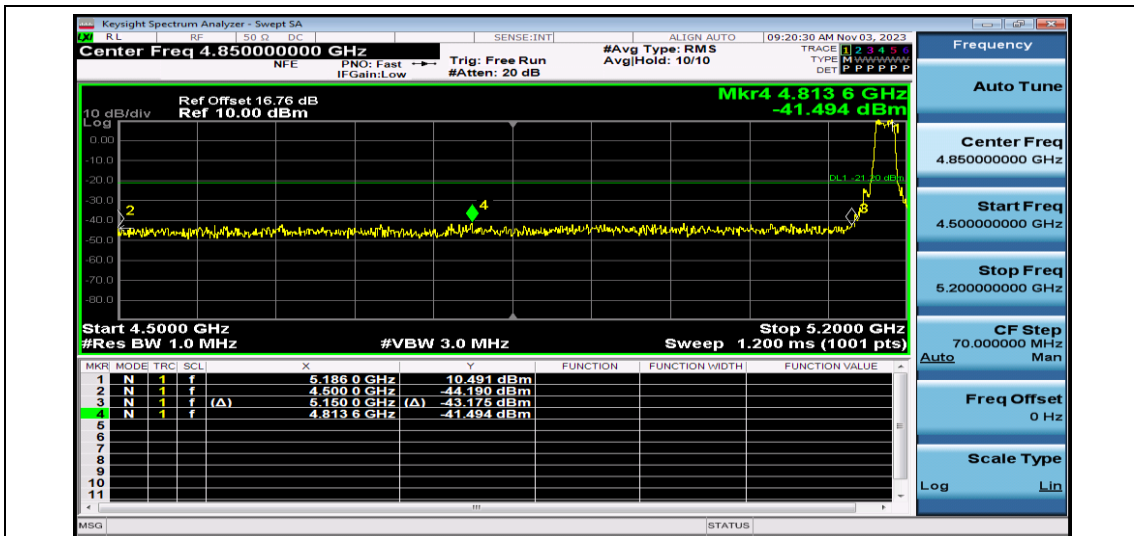 Keysight Spectrum Analyzer - Swept SA
LXI RL RF 50 Ω DC SENSE:INT ALIGN AUTO 09:20:30 AM Nov 03, 2023
Center Freq 4.850000000 GHz
NFE
PNO: Fast
IFGain:Low
Trig: Free Run
#Atten: 20 dB
#Avg Type: RMS
Avg|Hold: 10/10
TRACE 1 2 3 4 5 6
TYPE M WWWWW
DET P P P P P P
Mkr4 4.813 6 GHz
-41.494 dBm
Ref Offset 16.76 dB
10 dB/div Ref 10.00 dBm
Log
0.00
-10.0
-20.0
DL1 -21.20 dBm
-30.0
-40.0
2
4
-50.0
-60.0
-70.0
-80.0
Start 4.5000 GHz Stop 5.2000 GHz
#Res BW 1.0 MHz #VBW 3.0 MHz Sweep 1.200 ms (1001 pts)
MKR MODE TRC SCL X Y FUNCTION FUNCTION WIDTH FUNCTION VALUE
1 N 1 f 5.186 0 GHz 10.491 dBm
2 N 1 f 4.500 0 GHz -44.190 dBm
3 N 1 f (Δ) 5.150 0 GHz (Δ) -43.175 dBm
4 N 1 f 4.813 6 GHz -41.494 dBm
5
6
7
8
9
10
11
MSG STATUS
Frequency
Auto Tune
Center Freq
4.850000000 GHz
Start Freq
4.500000000 GHz
Stop Freq
5.200000000 GHz
CF Step
70.000000 MHz
Auto Man
Freq Offset
0 Hz
Scale Type
Log Lin